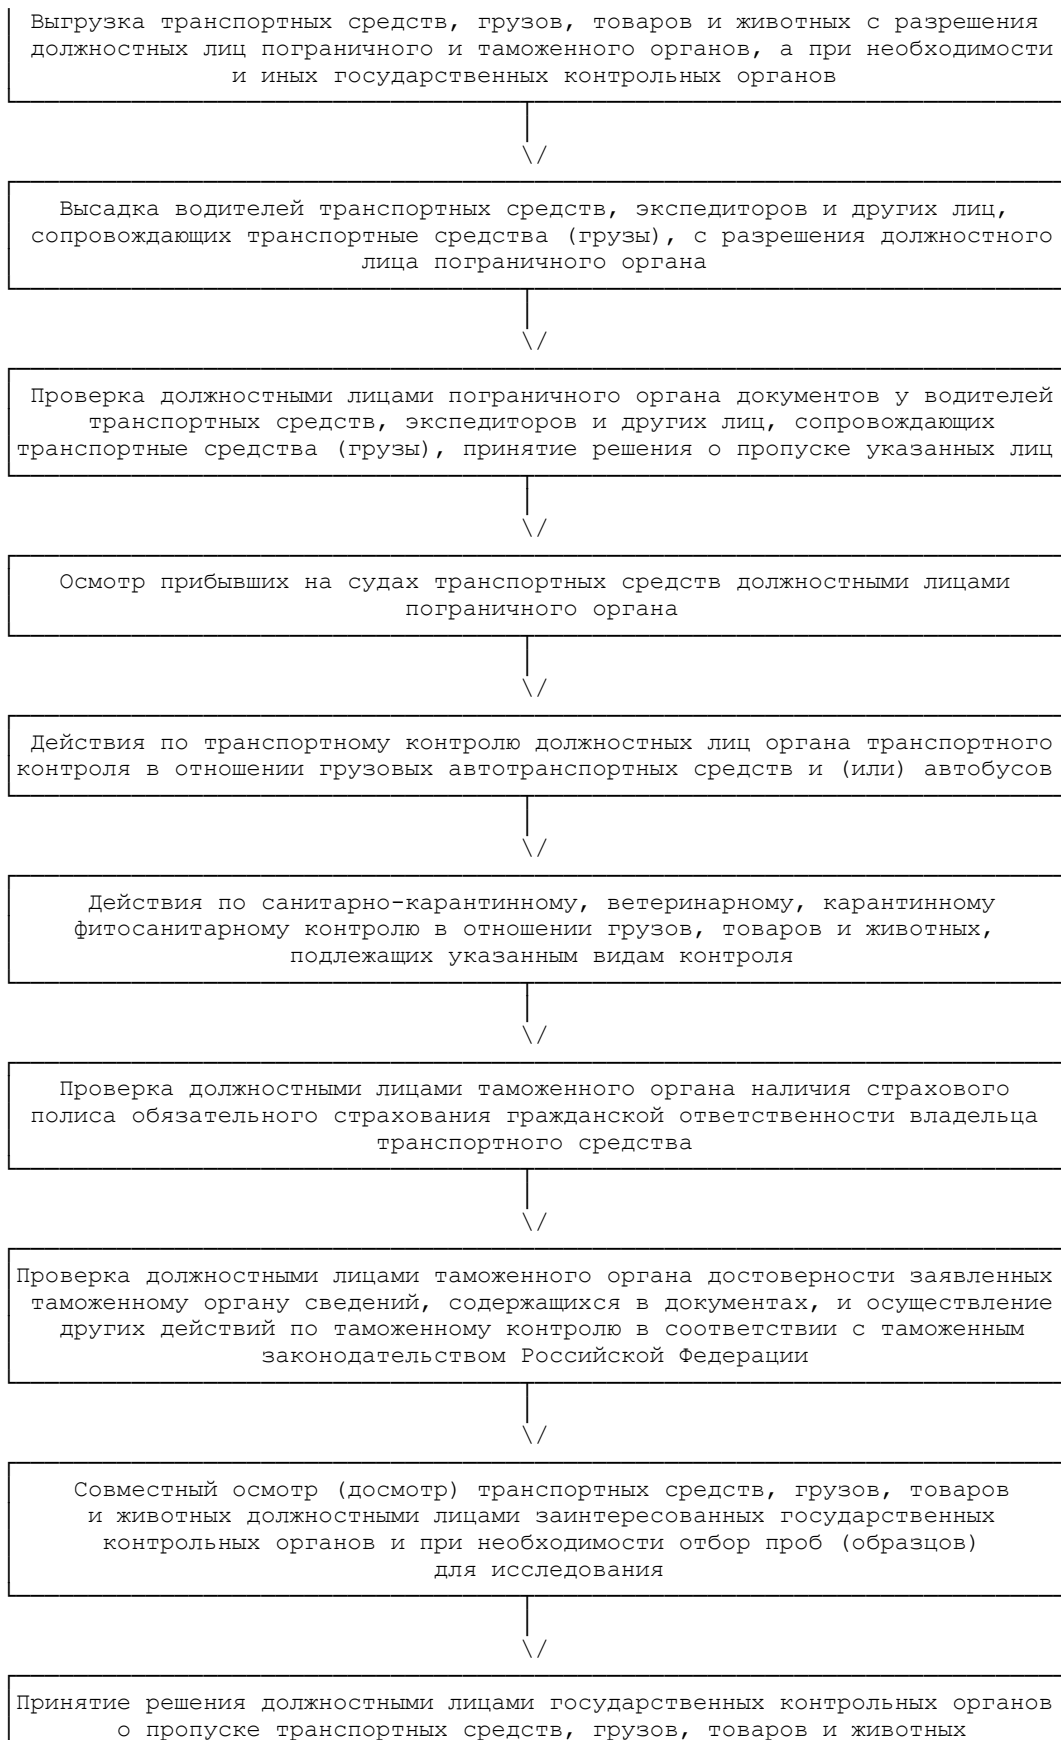 Выгрузка транспортных средств, грузов, товаров и животных с разрешения
должностных лиц пограничного и таможенного органов, а при необходимости
и иных государственных контрольных органов
\/
Высадка водителей транспортных средств, экспедиторов и других лиц,
сопровождающих транспортные средства (грузы), с разрешения должностного
лица пограничного органа
\/
Проверка должностными лицами пограничного органа документов у водителей
транспортных средств, экспедиторов и других лиц, сопровождающих
транспортные средства (грузы), принятие решения о пропуске указанных лиц
\/
Осмотр прибывших на судах транспортных средств должностными лицами
пограничного органа
\/
Действия по транспортному контролю должностных лиц органа транспортного
контроля в отношении грузовых автотранспортных средств и (или) автобусов
\/
Действия по санитарно-карантинному, ветеринарному, карантинному
фитосанитарному контролю в отношении грузов, товаров и животных,
подлежащих указанным видам контроля
\/
Проверка должностными лицами таможенного органа наличия страхового
полиса обязательного страхования гражданской ответственности владельца
транспортного средства
\/
Проверка должностными лицами таможенного органа достоверности заявленных
таможенному органу сведений, содержащихся в документах, и осуществление
других действий по таможенному контролю в соответствии с таможенным
законодательством Российской Федерации
\/
Совместный осмотр (досмотр) транспортных средств, грузов, товаров
и животных должностными лицами заинтересованных государственных
контрольных органов и при необходимости отбор проб (образцов)
для исследования
\/
Принятие решения должностными лицами государственных контрольных органов
о пропуске транспортных средств, грузов, товаров и животных